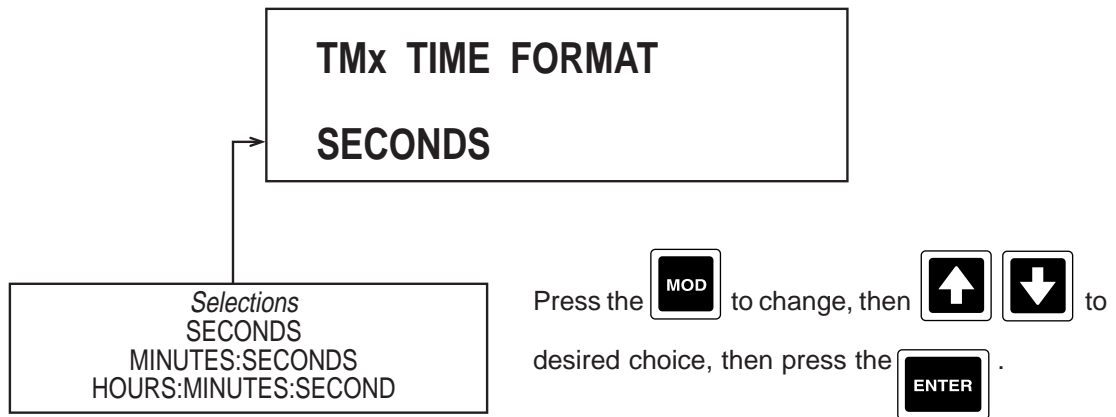 TMx TIME FORMAT
SECONDS
Selections
SECONDS
MINUTES:SECONDS
HOURS:MINUTES:SECOND
Press the MOD to change, then to
desired choice, then press the ENTER .